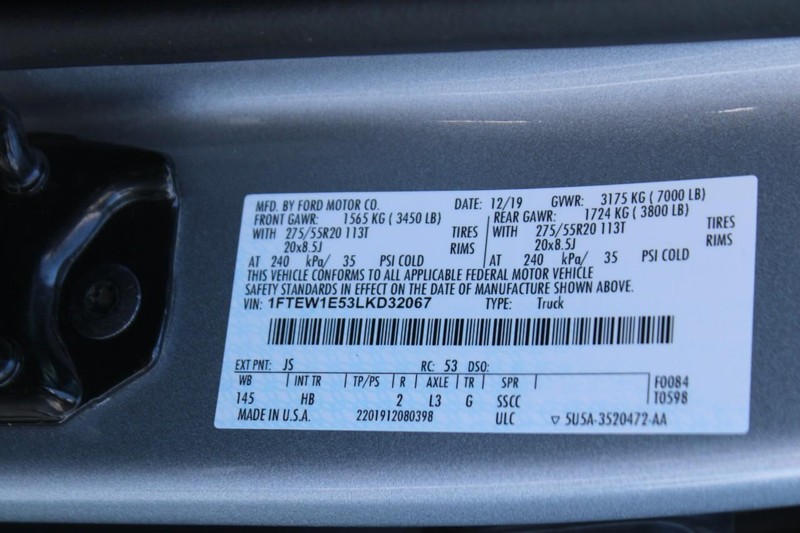 MFD. BY FORD MOTOR CO. DATE: 12/19 GVWR: 3175 KG ( 7000 LB)
FRONT GAWR: 1565 KG ( 3450 LB) REAR GAWR: 1724 KG ( 3800 LB)
WITH 275/55R20 113T TIRES WITH 275/55R20 113T TIRES
20x8.5J RIMS 20x8.5J RIMS
AT 240 kPa/ 35 PSI COLD AT 240 kPa/ 35 PSI COLD
THIS VEHICLE CONFORMS TO ALL APPLICABLE FEDERAL MOTOR VEHICLE
SAFETY STANDARDS IN EFFECT ON THE DATE OF MANUFACTURE SHOWN ABOVE.
VIN: 1FTEW1E53LKD32067 TYPE: Truck
EXT PNT: JS RC: 53 DSO:
WB INT TR TP/PS R AXLE TR SPR F0084
145 HB 2 L3 G SSCC T0598
MADE IN U.S.A. 2201912080398 ULC ▽ 5U5A-3520472-AA